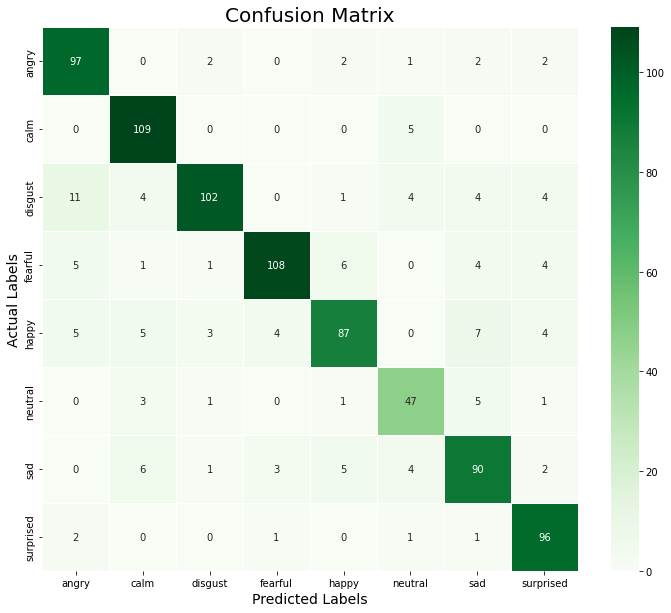 Confusion Matrix
Actual Labels
angry 97 0 2 0 2 1 2 2
calm 0 109 0 0 0 5 0 0
disgust 11 4 102 0 1 4 4 4
fearful 5 1 1 108 6 0 4 4
happy 5 5 3 4 87 0 7 4
neutral 0 3 1 0 1 47 5 1
sad 0 6 1 3 5 4 90 2
surprised 2 0 0 1 0 1 1 96
angry calm disgust fearful happy neutral sad surprised
Predicted Labels
100
80
60
40
20
0